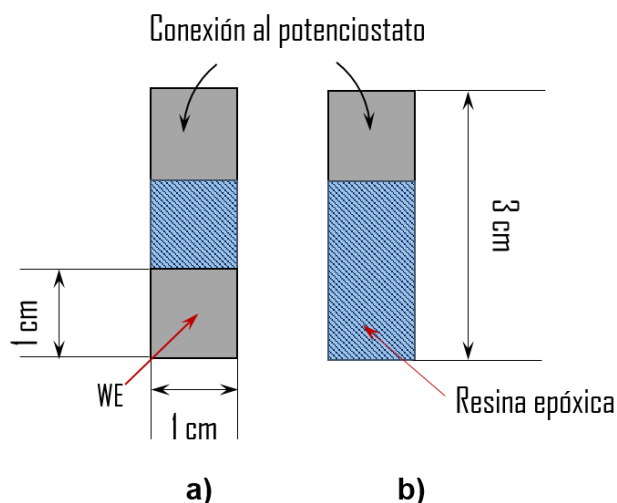 Conexión al potenciostato
1 cm
3 cm
WE
1 cm
Resina epóxica
a)
b)